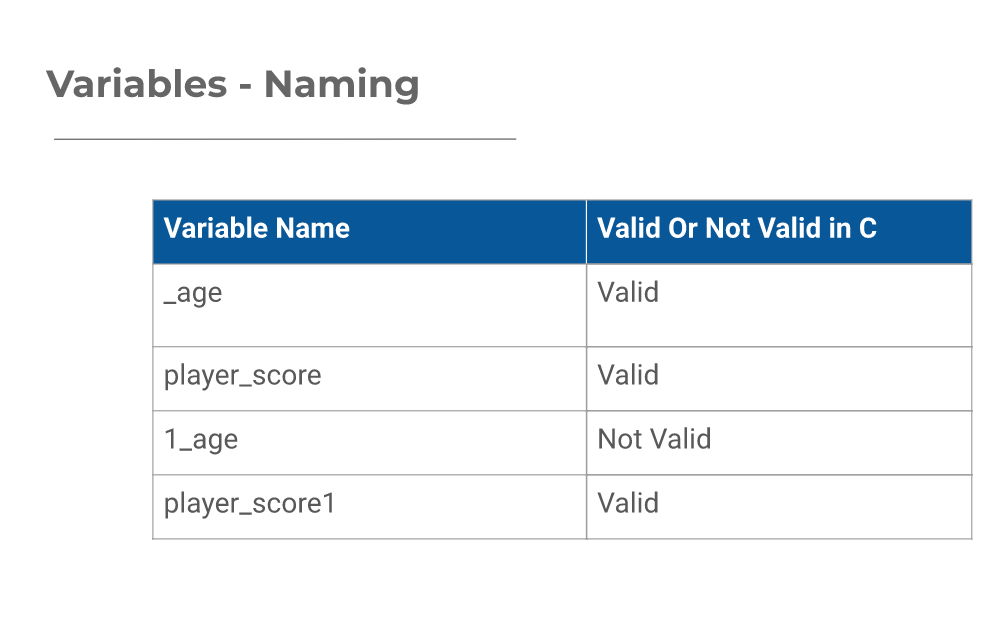 Variables - Naming
Variable Name Valid Or Not Valid in C
_age Valid
player_score Valid
1_age Not Valid
player_score1 Valid